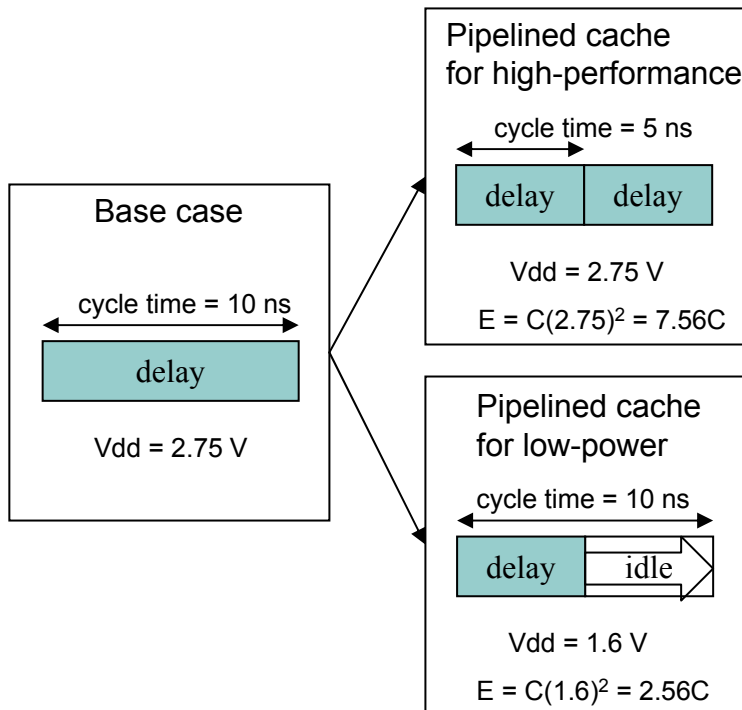 Base case
cycle time = 10 ns
delay
Vdd = 2.75 V
Pipelined cache
for high-performance
cycle time = 5 ns
delay delay
Vdd = 2.75 V
E = C(2.75)² = 7.56C
Pipelined cache
for low-power
cycle time = 10 ns
delay idle
Vdd = 1.6 V
E = C(1.6)² = 2.56C